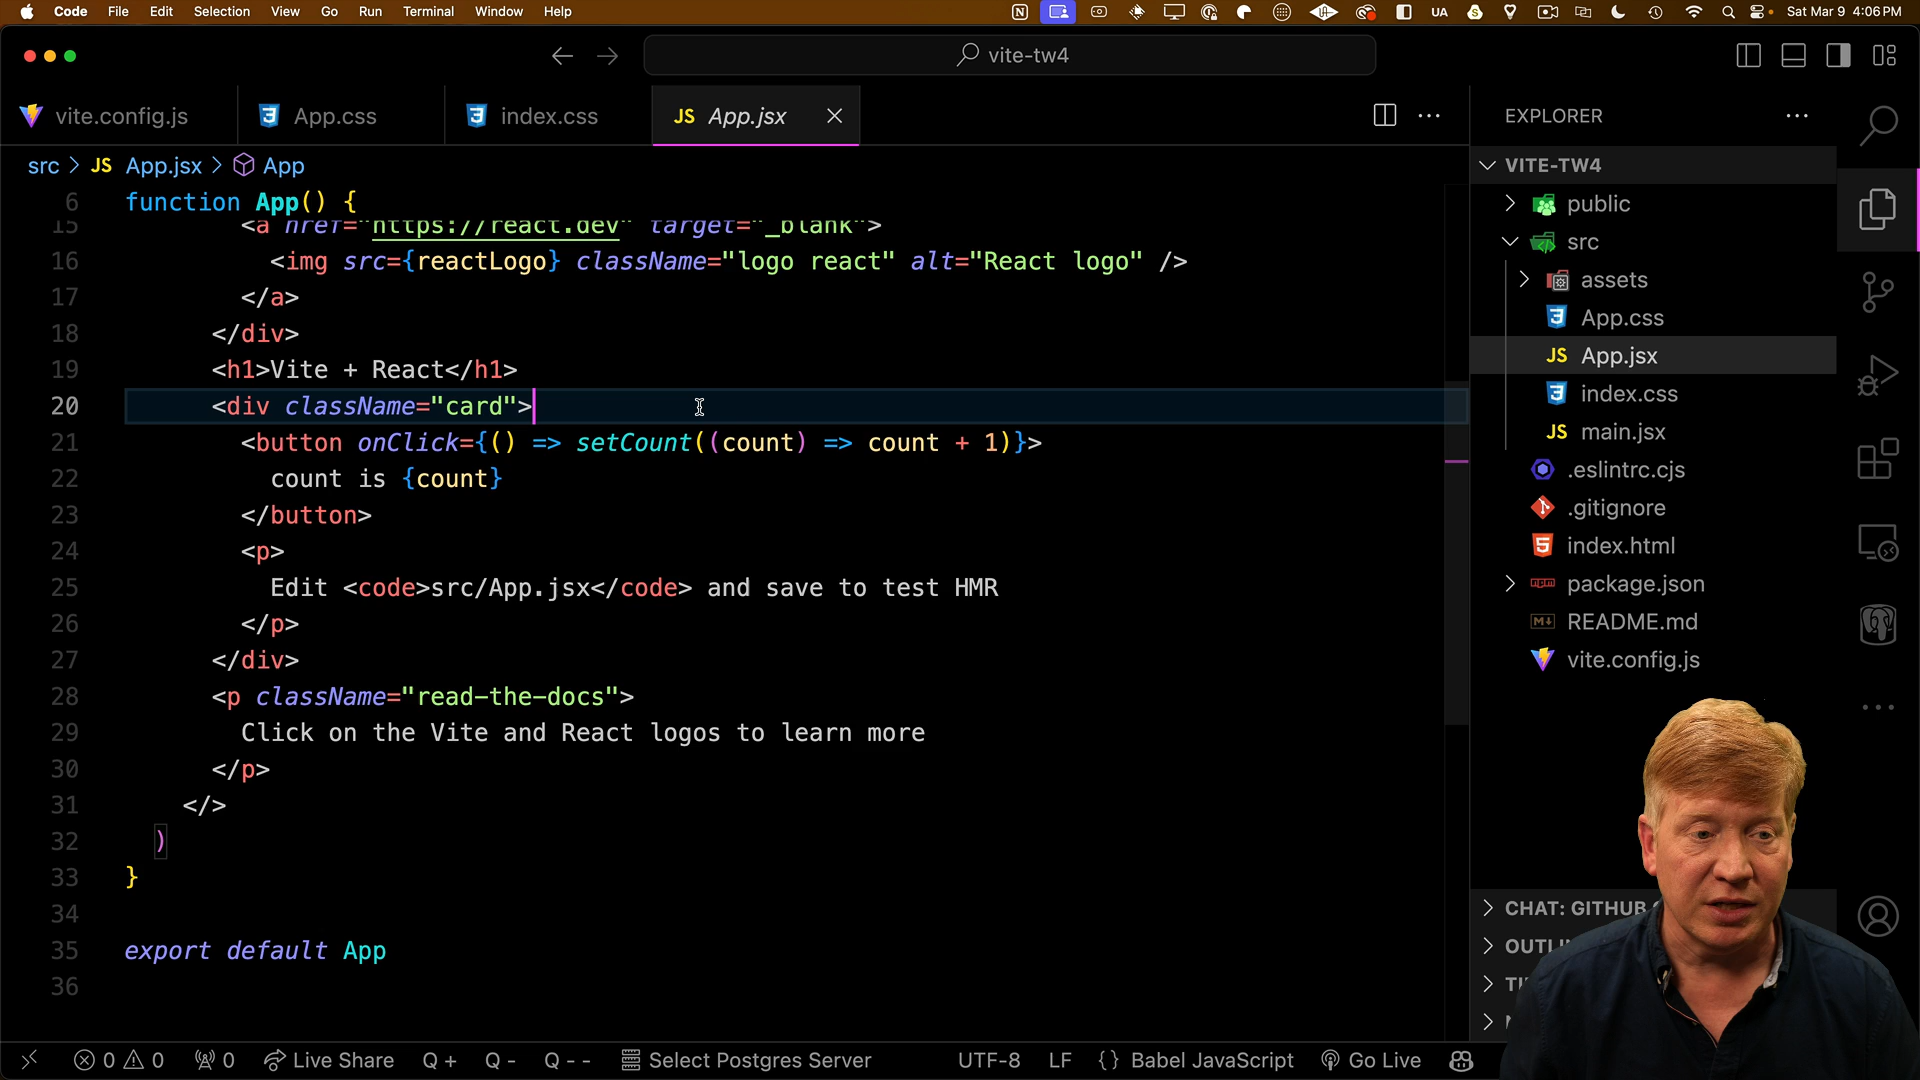 Code File Edit Selection View Go Run Terminal Window Help UA Sat Mar 9 4:06 PM
vite-tw4
vite.config.js App.css index.css JS App.jsx
src > JS App.jsx > App
6 function App() {
15 <a href="https://react.dev" target="_blank">
16 <img src={reactLogo} className="logo react" alt="React logo" />
17 </a>
18 </div>
19 <h1>Vite + React</h1>
20 <div className="card">
21 <button onClick={() => setCount((count) => count + 1)}>
22 count is {count}
23 </button>
24 <p>
25 Edit <code>src/App.jsx</code> and save to test HMR
26 </p>
27 </div>
28 <p className="read-the-docs">
29 Click on the Vite and React logos to learn more
30 </p>
31 </>
32 )
33 }
34
35 export default App
36
EXPLORER
VITE-TW4
public
src
assets
App.css
JS App.jsx
index.css
JS main.jsx
.eslintrc.cjs
.gitignore
index.html
package.json
README.md
vite.config.js
CHAT: GITHUB
0 0 0 Live Share Q + Q - Q - - Select Postgres Server UTF-8 LF {} Babel JavaScript Go Live